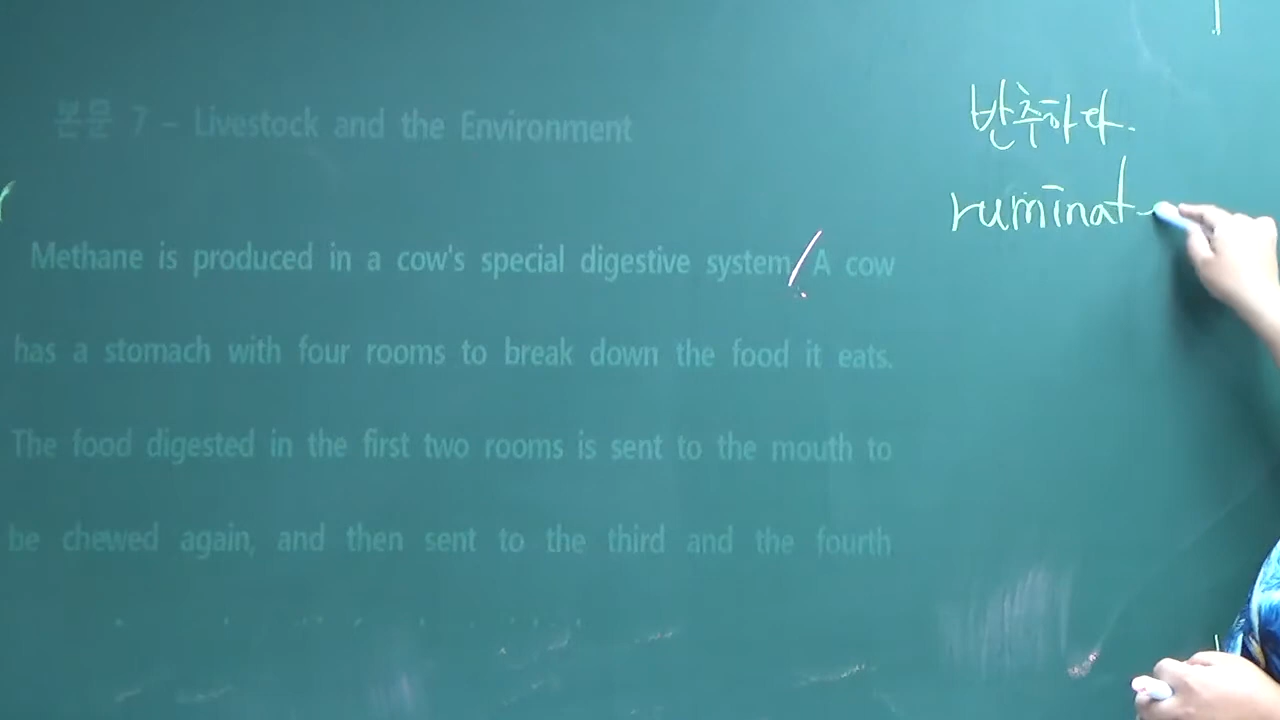 본문 7 - Livestock and the Environment
반추하다.
ruminat
Methane is produced in a cow's special digestive system. A cow
has a stomach with four rooms to break down the food it eats.
The food digested in the first two rooms is sent to the mouth to
be chewed again, and then sent to the third and the fourth